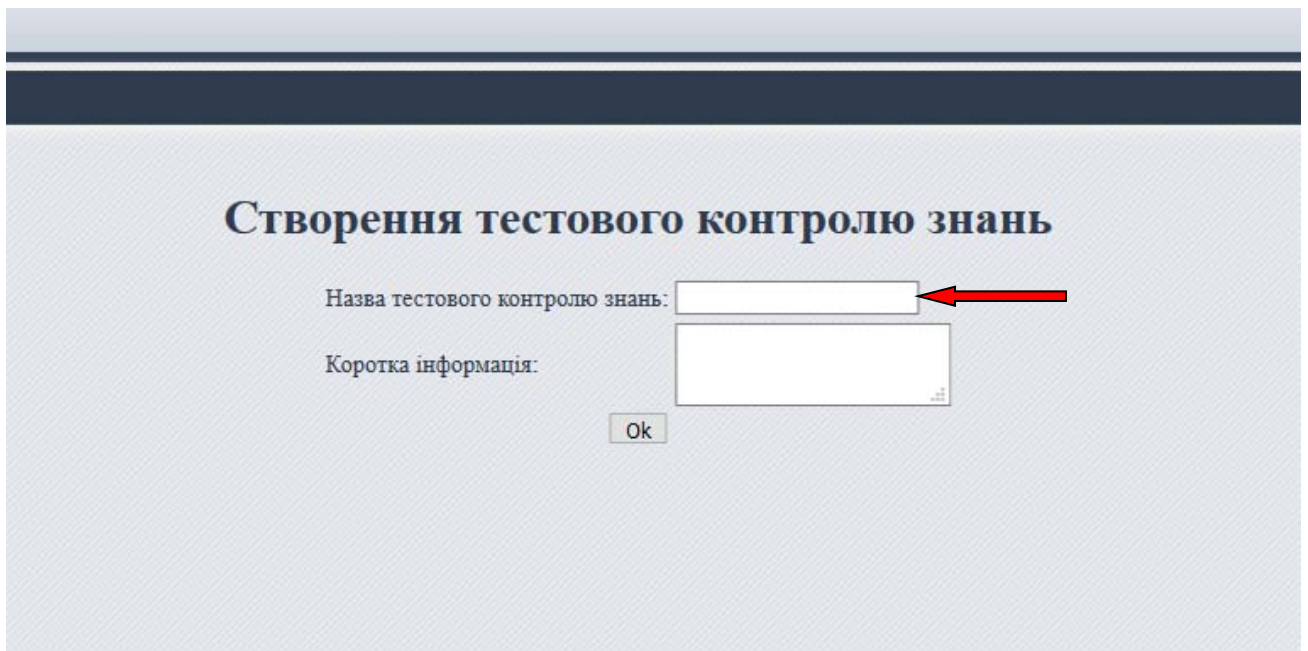 Створення тестового контролю знань
Назва тестового контролю знань:
Коротка інформація:
Ok